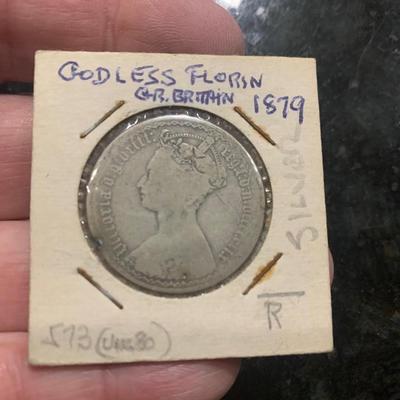 GODLESS FLORIN
GR. BRITAIN 1879
SILVER
R
573 (UNC 80)